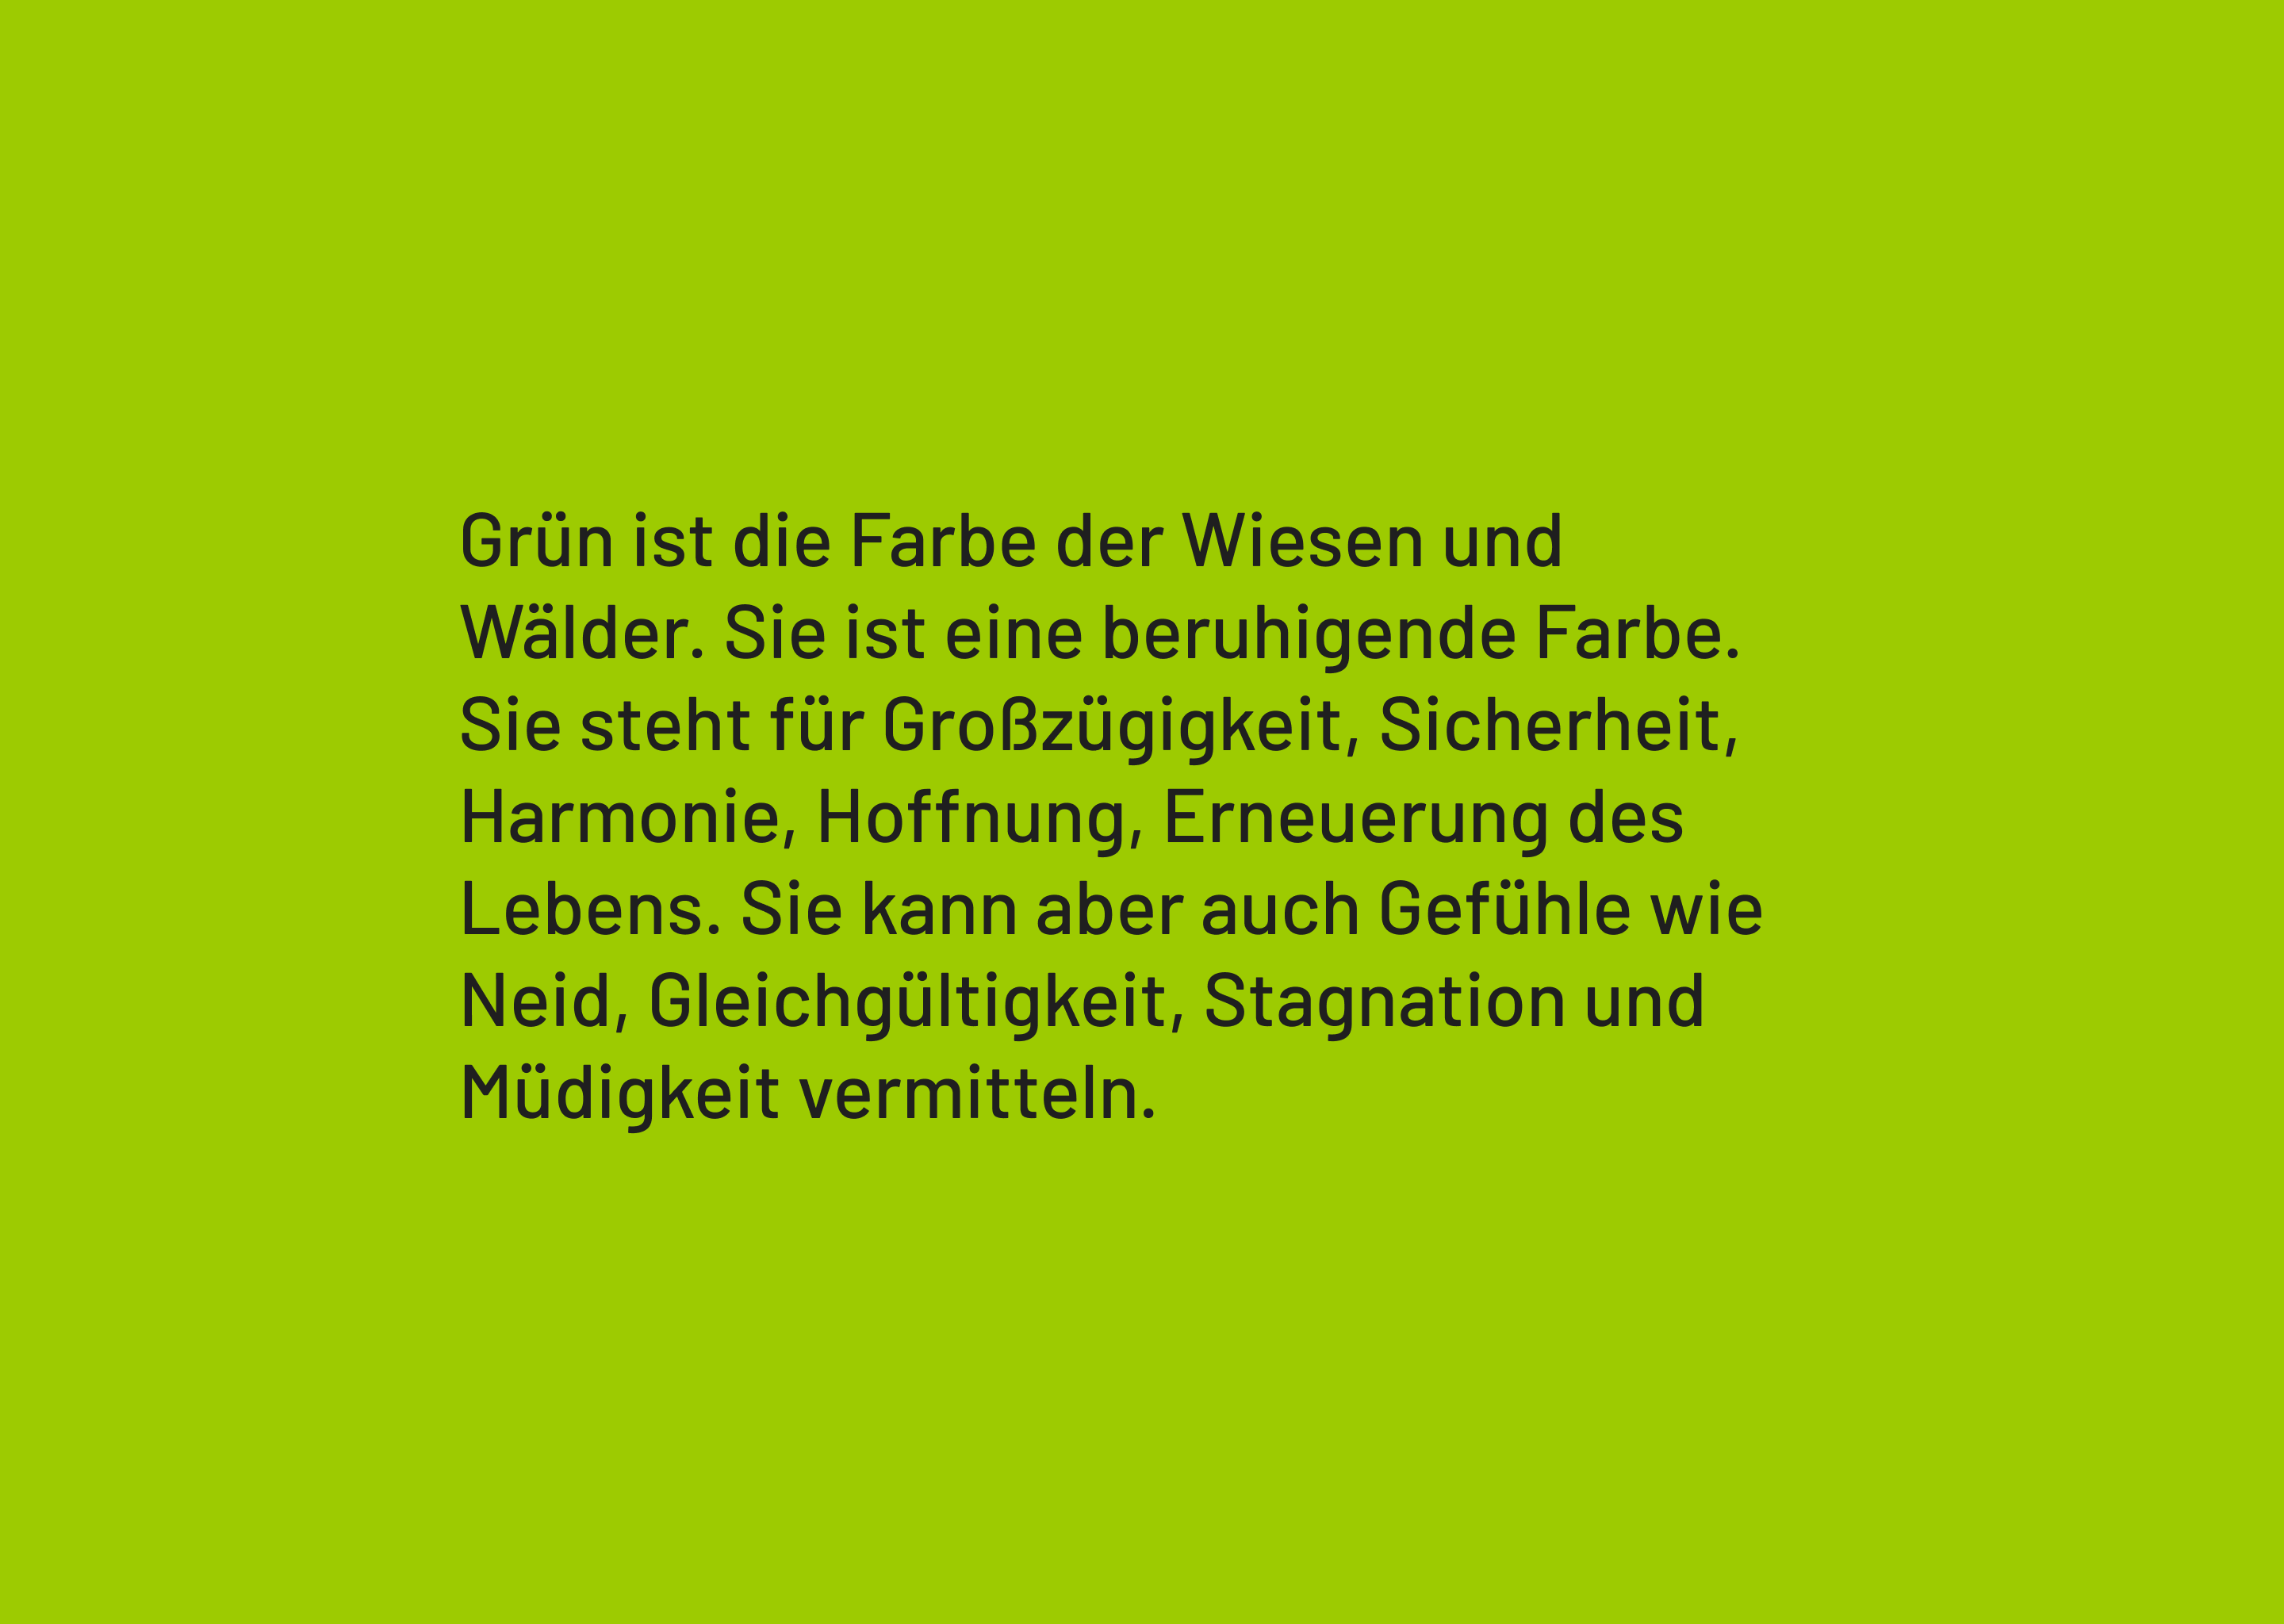 Grün ist die Farbe der Wiesen und
Wälder. Sie ist eine beruhigende Farbe.
Sie steht für Großzügigkeit, Sicherheit,
Harmonie, Hoffnung, Erneuerung des
Lebens. Sie kann aber auch Gefühle wie
Neid, Gleichgültigkeit, Stagnation und
Müdigkeit vermitteln.